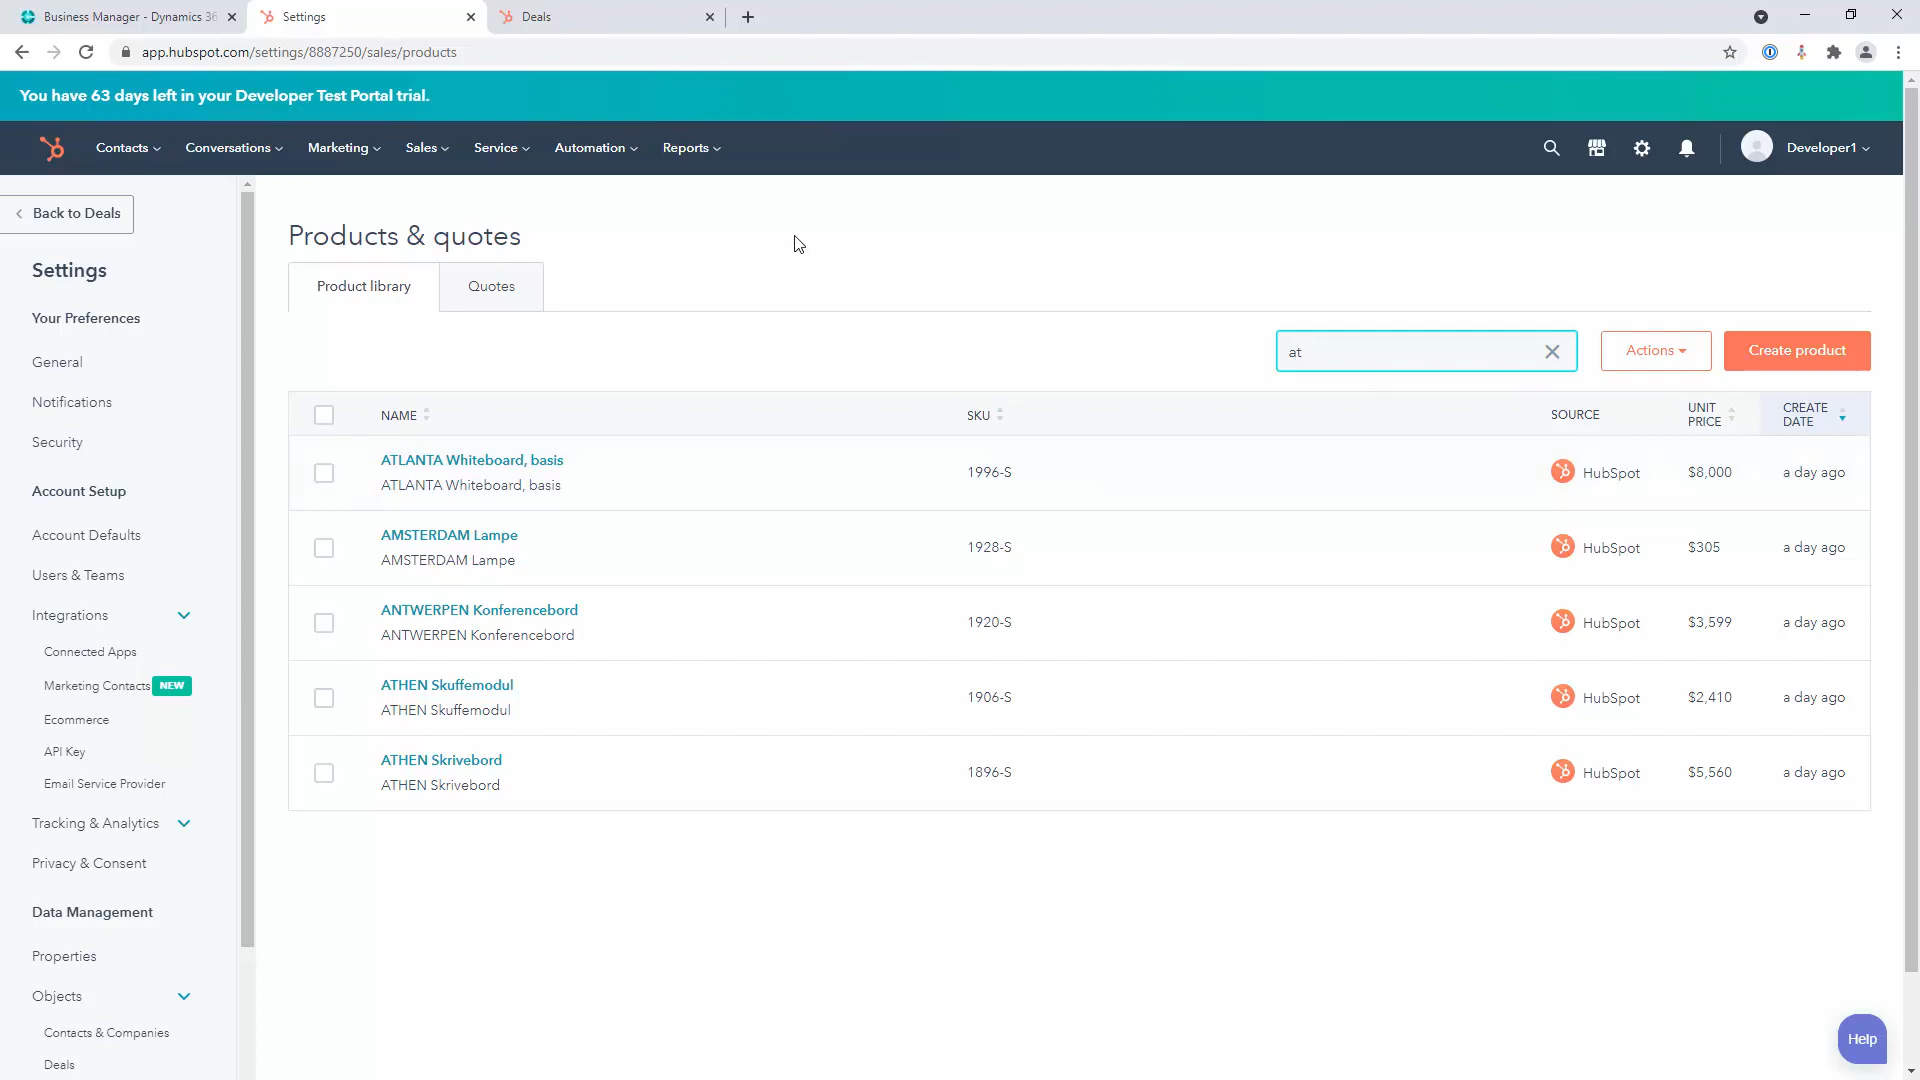 Business Manager - Dynamics 36
Settings
Deals
app.hubspot.com/settings/8887250/sales/products
You have 63 days left in your Developer Test Portal trial.
Contacts
Conversations
Marketing
Sales
Service
Automation
Reports
Developer1
Back to Deals
Settings
Your Preferences
General
Notifications
Security
Account Setup
Account Defaults
Users & Teams
Integrations
Connected Apps
Marketing Contacts NEW
Ecommerce
API Key
Email Service Provider
Tracking & Analytics
Privacy & Consent
Data Management
Properties
Objects
Contacts & Companies
Deals
Products & quotes
Product library
Quotes
at
Actions
Create product
NAME
SKU
SOURCE
UNIT PRICE
CREATE DATE
ATLANTA Whiteboard, basis
ATLANTA Whiteboard, basis
1996-S
HubSpot
$8,000
a day ago
AMSTERDAM Lampe
AMSTERDAM Lampe
1928-S
HubSpot
$305
a day ago
ANTWERPEN Konferencebord
ANTWERPEN Konferencebord
1920-S
HubSpot
$3,599
a day ago
ATHEN Skuffemodul
ATHEN Skuffemodul
1906-S
HubSpot
$2,410
a day ago
ATHEN Skrivebord
ATHEN Skrivebord
1896-S
HubSpot
$5,560
a day ago
Help